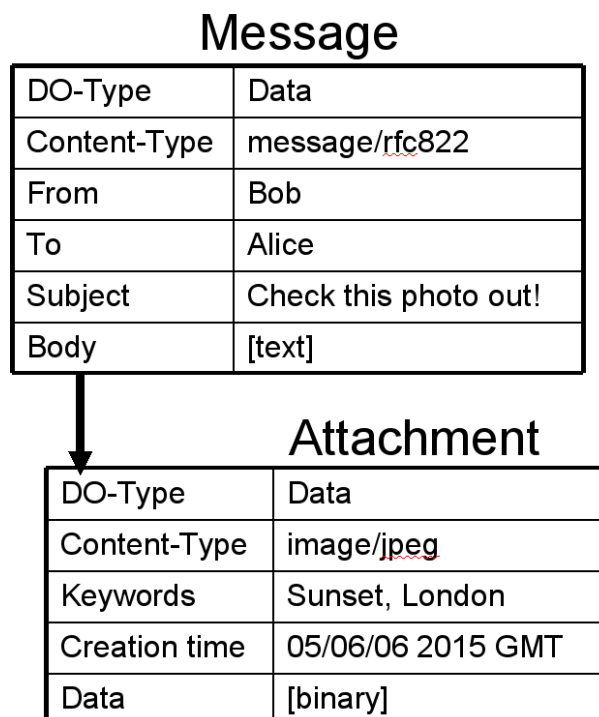 Message
DO-Type Data
Content-Type message/rfc822
From Bob
To Alice
Subject Check this photo out!
Body [text]
Attachment
DO-Type Data
Content-Type image/jpeg
Keywords Sunset, London
Creation time 05/06/06 2015 GMT
Data [binary]